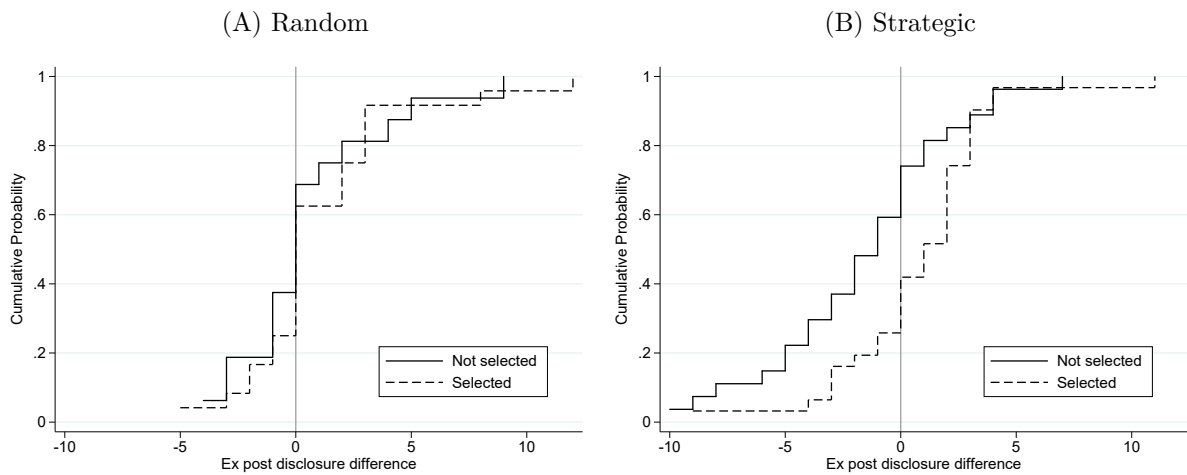 (A) Random
Cumulative Probability
1
.8
.6
.4
.2
0
Not selected
Selected
-10
-5
0
5
10
Ex post disclosure difference
(B) Strategic
Cumulative Probability
1
.8
.6
.4
.2
0
Not selected
Selected
-10
-5
0
5
10
Ex post disclosure difference